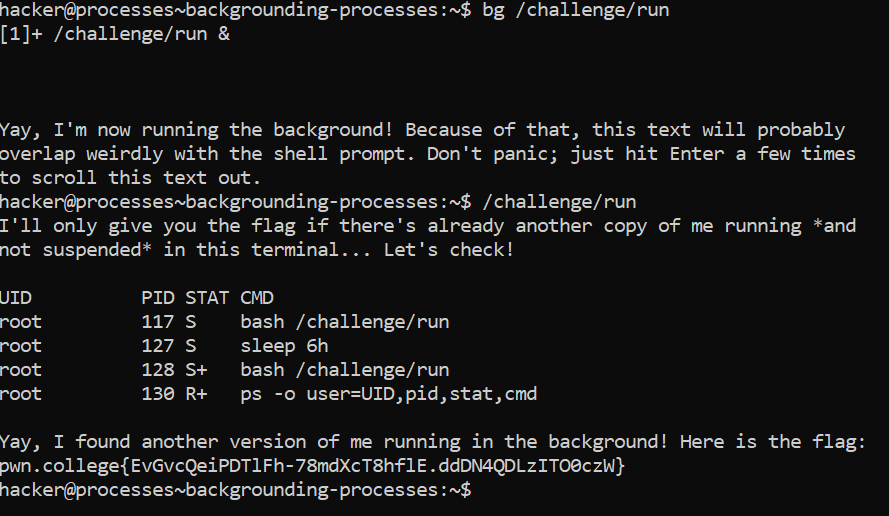 hacker@processes~backgrounding-processes:~$ bg /challenge/run
[1]+ /challenge/run &
Yay, I'm now running the background! Because of that, this text will probably
overlap weirdly with the shell prompt. Don't panic; just hit Enter a few times
to scroll this text out.
hacker@processes~backgrounding-processes:~$ /challenge/run
I'll only give you the flag if there's already another copy of me running *and
not suspended* in this terminal... Let's check!
UID PID STAT CMD
root 117 S bash /challenge/run
root 127 S sleep 6h
root 128 S+ bash /challenge/run
root 130 R+ ps -o user=UID,pid,stat,cmd
Yay, I found another version of me running in the background! Here is the flag:
pwn.college{EvGvcQeiPDTlFh-78mdXcT8hflE.ddDN4QDLzITO0czW}
hacker@processes~backgrounding-processes:~$